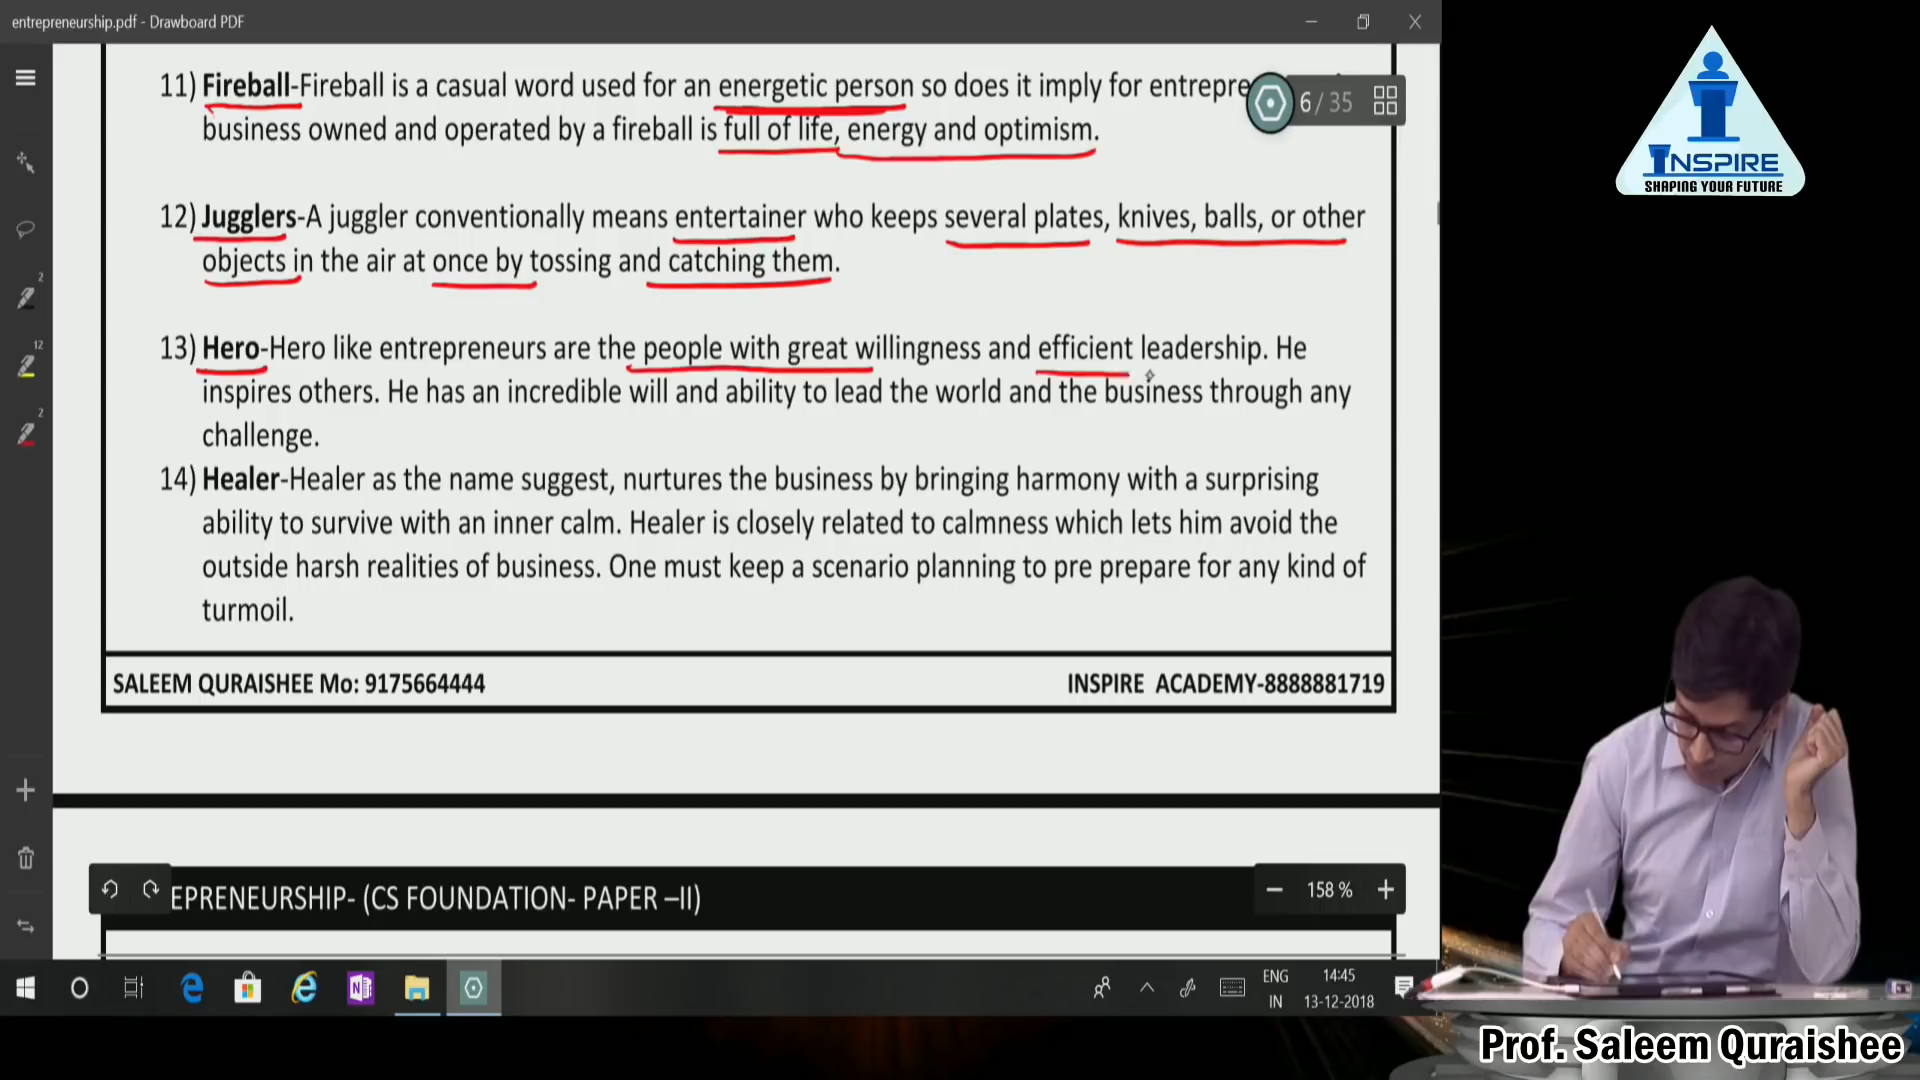 entrepreneurship.pdf - Drawboard PDF
11) Fireball-Fireball is a casual word used for an energetic person so does it imply for entrepre
6 / 35
business owned and operated by a fireball is full of life, energy and optimism.
12) Jugglers-A juggler conventionally means entertainer who keeps several plates, knives, balls, or other
objects in the air at once by tossing and catching them.
13) Hero-Hero like entrepreneurs are the people with great willingness and efficient leadership. He
inspires others. He has an incredible will and ability to lead the world and the business through any
challenge.
14) Healer-Healer as the name suggest, nurtures the business by bringing harmony with a surprising
ability to survive with an inner calm. Healer is closely related to calmness which lets him avoid the
outside harsh realities of business. One must keep a scenario planning to pre prepare for any kind of
turmoil.
SALEEM QURAISHEE Mo: 9175664444
INSPIRE ACADEMY-8888881719
EPRENEURSHIP- (CS FOUNDATION- PAPER –II)
158 %
2
12
2
ENG
IN
14:45
13-12-2018
INSPIRE
SHAPING YOUR FUTURE
Prof. Saleem Quraishee